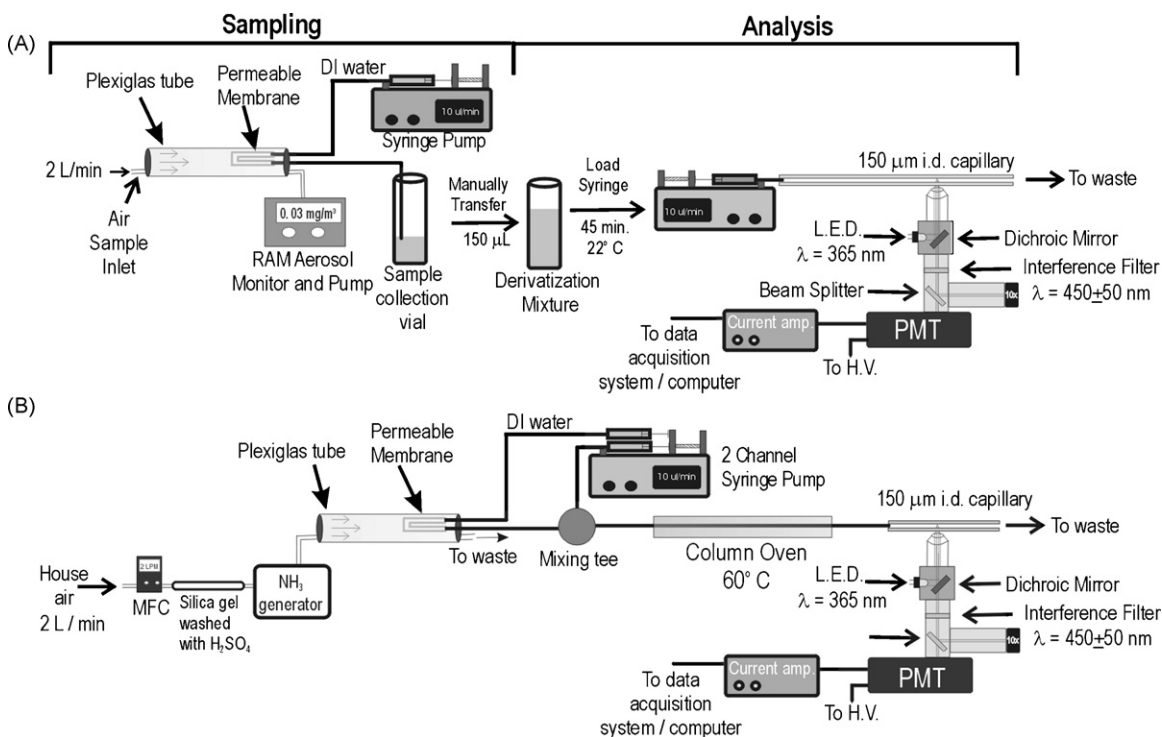 (A)
Sampling
Analysis
Plexiglas tube
Permeable
Membrane
DI water
10 ul/min
Syringe Pump
2 L/min
Air
Sample
Inlet
0.03 mg/m³
RAM Aerosol
Monitor and Pump
Sample
collection
vial
Manually
Transfer
150 µL
Derivatization
Mixture
Load
Syringe
45 min.
22° C
10 ul/min
150 µm i.d. capillary
To waste
L.E.D.
λ = 365 nm
Dichroic Mirror
Interference Filter
λ = 450±50 nm
Beam Splitter
10x
PMT
Current amp.
To data
acquisition
system / computer
To H.V.
(B)
Plexiglas tube
Permeable
Membrane
DI water
10 ul/min
2 Channel
Syringe Pump
House
air
2 L / min
2 LPM
MFC
Silica gel
washed
with H₂SO₄
NH₃
generator
To waste
Mixing tee
Column Oven
60° C
150 µm i.d. capillary
To waste
L.E.D.
λ = 365 nm
Dichroic Mirror
Interference Filter
λ = 450±50 nm
10x
PMT
Current amp.
To data
acquisition
system / computer
To H.V.